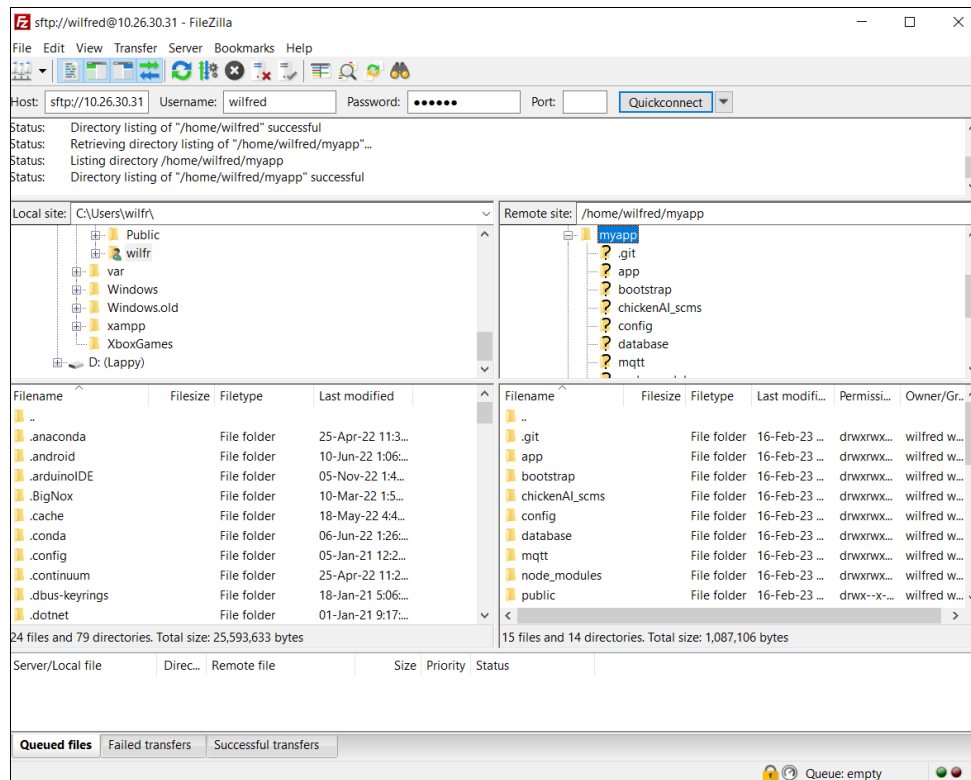 sftp://wilfred@10.26.30.31 - FileZilla
File Edit View Transfer Server Bookmarks Help
Host: sftp://10.26.30.31 Username: wilfred Password: ●●●●●● Port: Quickconnect
Status: Directory listing of "/home/wilfred" successful
Status: Retrieving directory listing of "/home/wilfred/myapp"...
Status: Listing directory /home/wilfred/myapp
Status: Directory listing of "/home/wilfred/myapp" successful
Local site: C:\Users\wilfr\
Public
wilfr
var
Windows
Windows.old
xampp
XboxGames
D: (Lappy)
Remote site: /home/wilfred/myapp
myapp
.git
app
bootstrap
chickenAI_scms
config
database
mqtt
Filename Filesize Filetype Last modified
..
.anaconda File folder 25-Apr-22 11:3...
.android File folder 10-Jun-22 1:06:...
.arduinoIDE File folder 05-Nov-22 1:4...
.BigNox File folder 10-Mar-22 1:5...
.cache File folder 18-May-22 4:4...
.conda File folder 06-Jun-22 1:26:...
.config File folder 05-Jan-21 12:2...
.continuum File folder 25-Apr-22 11:2...
.dbus-keyrings File folder 18-Jan-21 5:06:...
.dotnet File folder 01-Jan-21 9:17:...
24 files and 79 directories. Total size: 25,593,633 bytes
Filename Filesize Filetype Last modifi... Permissi... Owner/Gr...
..
.git File folder 16-Feb-23 ... drwxrwx... wilfred w...
app File folder 16-Feb-23 ... drwxrwx... wilfred w...
bootstrap File folder 16-Feb-23 ... drwxrwx... wilfred w...
chickenAI_scms File folder 16-Feb-23 ... drwxrwx... wilfred w...
config File folder 16-Feb-23 ... drwxrwx... wilfred w...
database File folder 16-Feb-23 ... drwxrwx... wilfred w...
mqtt File folder 16-Feb-23 ... drwxrwx... wilfred w...
node_modules File folder 16-Feb-23 ... drwxrwx... wilfred w...
public File folder 16-Feb-23 ... drwx--x-... wilfred w...
15 files and 14 directories. Total size: 1,087,106 bytes
Server/Local file Direc... Remote file Size Priority Status
Queued files Failed transfers Successful transfers
Queue: empty